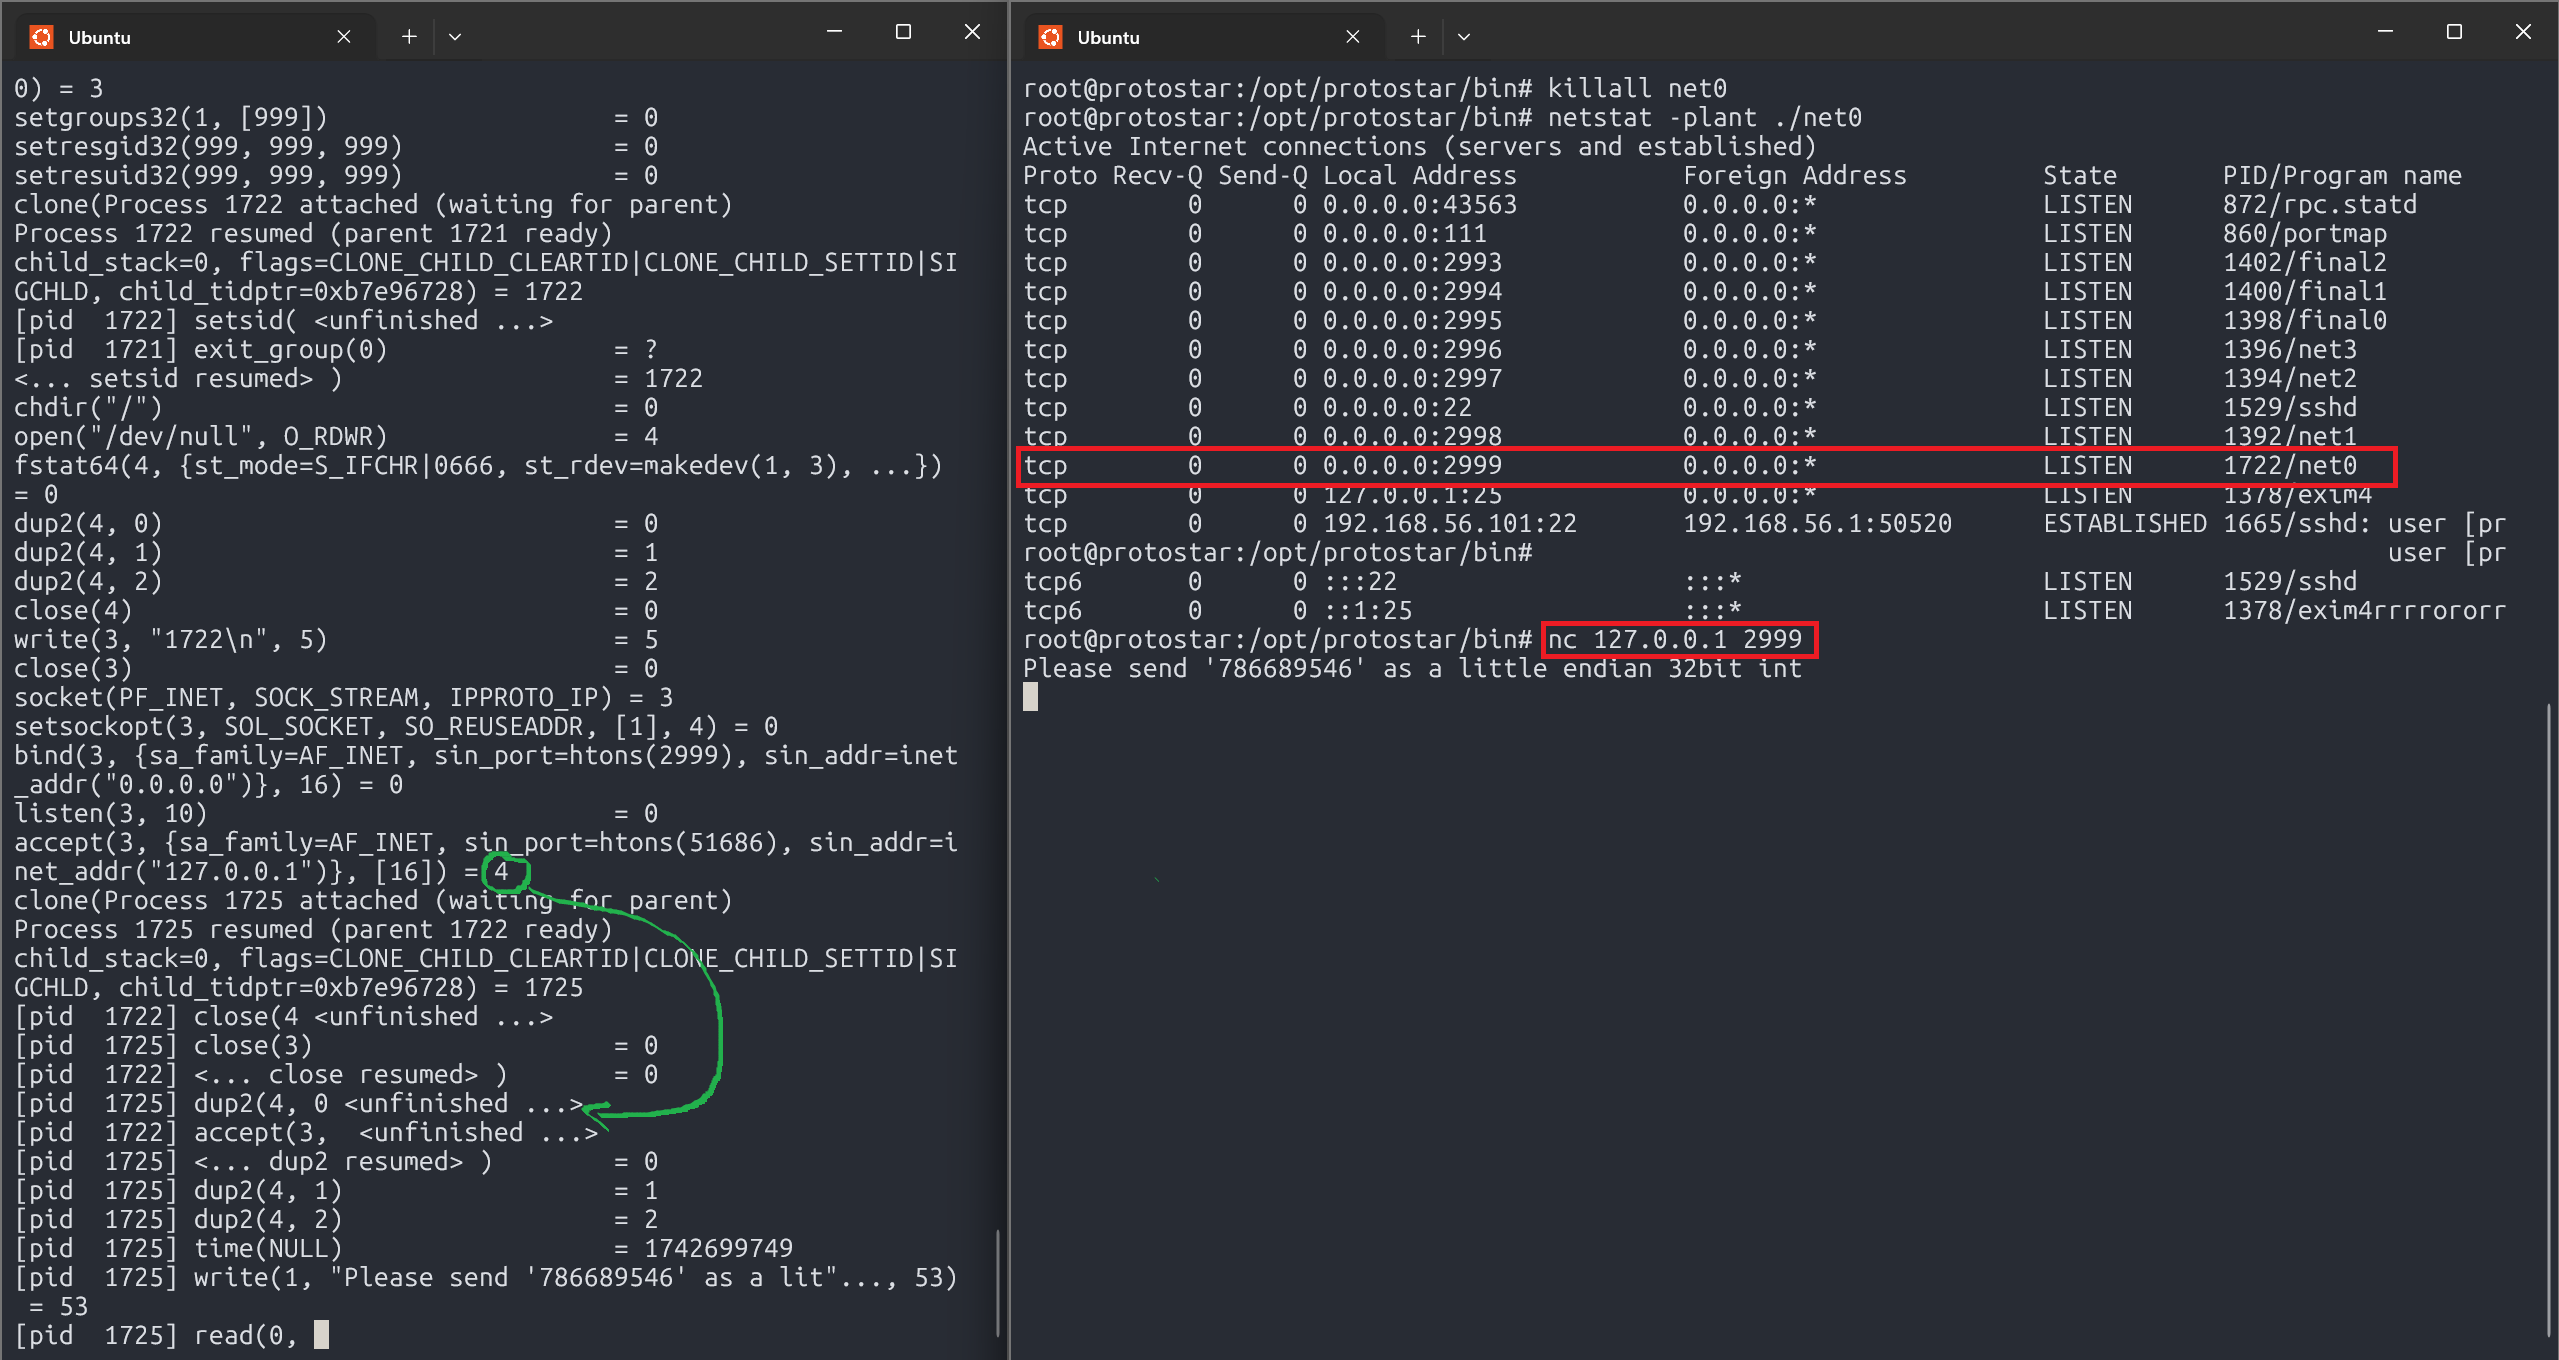 Ubuntu
0) = 3
setgroups32(1, [999])                   = 0
setresgid32(999, 999, 999)              = 0
setresuid32(999, 999, 999)              = 0
clone(Process 1722 attached (waiting for parent)
Process 1722 resumed (parent 1721 ready)
child_stack=0, flags=CLONE_CHILD_CLEARTID|CLONE_CHILD_SETTID|SI
GCHLD, child_tidptr=0xb7e96728) = 1722
[pid  1722] setsid( <unfinished ...>
[pid  1721] exit_group(0)               = ?
<... setsid resumed> )                  = 1722
chdir("/")                              = 0
open("/dev/null", O_RDWR)               = 4
fstat64(4, {st_mode=S_IFCHR|0666, st_rdev=makedev(1, 3), ...})
= 0
dup2(4, 0)                              = 0
dup2(4, 1)                              = 1
dup2(4, 2)                              = 2
close(4)                                = 0
write(3, "1722\n", 5)                   = 5
close(3)                                = 0
socket(PF_INET, SOCK_STREAM, IPPROTO_IP) = 3
setsockopt(3, SOL_SOCKET, SO_REUSEADDR, [1], 4) = 0
bind(3, {sa_family=AF_INET, sin_port=htons(2999), sin_addr=inet
_addr("0.0.0.0")}, 16) = 0
listen(3, 10)                           = 0
accept(3, {sa_family=AF_INET, sin_port=htons(51686), sin_addr=i
net_addr("127.0.0.1")}, [16]) = 4
clone(Process 1725 attached (waiting for parent)
Process 1725 resumed (parent 1722 ready)
child_stack=0, flags=CLONE_CHILD_CLEARTID|CLONE_CHILD_SETTID|SI
GCHLD, child_tidptr=0xb7e96728) = 1725
[pid  1722] close(4 <unfinished ...>
[pid  1725] close(3)                    = 0
[pid  1722] <... close resumed> )       = 0
[pid  1725] dup2(4, 0 <unfinished ...>
[pid  1722] accept(3,  <unfinished ...>
[pid  1725] <... dup2 resumed> )        = 0
[pid  1725] dup2(4, 1)                  = 1
[pid  1725] dup2(4, 2)                  = 2
[pid  1725] time(NULL)                  = 1742699749
[pid  1725] write(1, "Please send '786689546' as a lit"..., 53)
= 53
[pid  1725] read(0,
Ubuntu
root@protostar:/opt/protostar/bin# killall net0
root@protostar:/opt/protostar/bin# netstat -plant ./net0
Active Internet connections (servers and established)
Proto Recv-Q Send-Q Local Address           Foreign Address         State       PID/Program name
tcp        0      0 0.0.0.0:43563           0.0.0.0:*               LISTEN      872/rpc.statd
tcp        0      0 0.0.0.0:111             0.0.0.0:*               LISTEN      860/portmap
tcp        0      0 0.0.0.0:2993            0.0.0.0:*               LISTEN      1402/final2
tcp        0      0 0.0.0.0:2994            0.0.0.0:*               LISTEN      1400/final1
tcp        0      0 0.0.0.0:2995            0.0.0.0:*               LISTEN      1398/final0
tcp        0      0 0.0.0.0:2996            0.0.0.0:*               LISTEN      1396/net3
tcp        0      0 0.0.0.0:2997            0.0.0.0:*               LISTEN      1394/net2
tcp        0      0 0.0.0.0:22              0.0.0.0:*               LISTEN      1529/sshd
tcp        0      0 0.0.0.0:2998            0.0.0.0:*               LISTEN      1392/net1
tcp        0      0 0.0.0.0:2999            0.0.0.0:*               LISTEN      1722/net0
tcp        0      0 127.0.0.1:25            0.0.0.0:*               LISTEN      1378/exim4
tcp        0      0 192.168.56.101:22       192.168.56.1:50520      ESTABLISHED 1665/sshd: user [pr
root@protostar:/opt/protostar/bin#                                                         user [pr
tcp6       0      0 :::22                   :::*                    LISTEN      1529/sshd
tcp6       0      0 ::1:25                  :::*                    LISTEN      1378/exim4rrrrororr
root@protostar:/opt/protostar/bin# nc 127.0.0.1 2999
Please send '786689546' as a little endian 32bit int